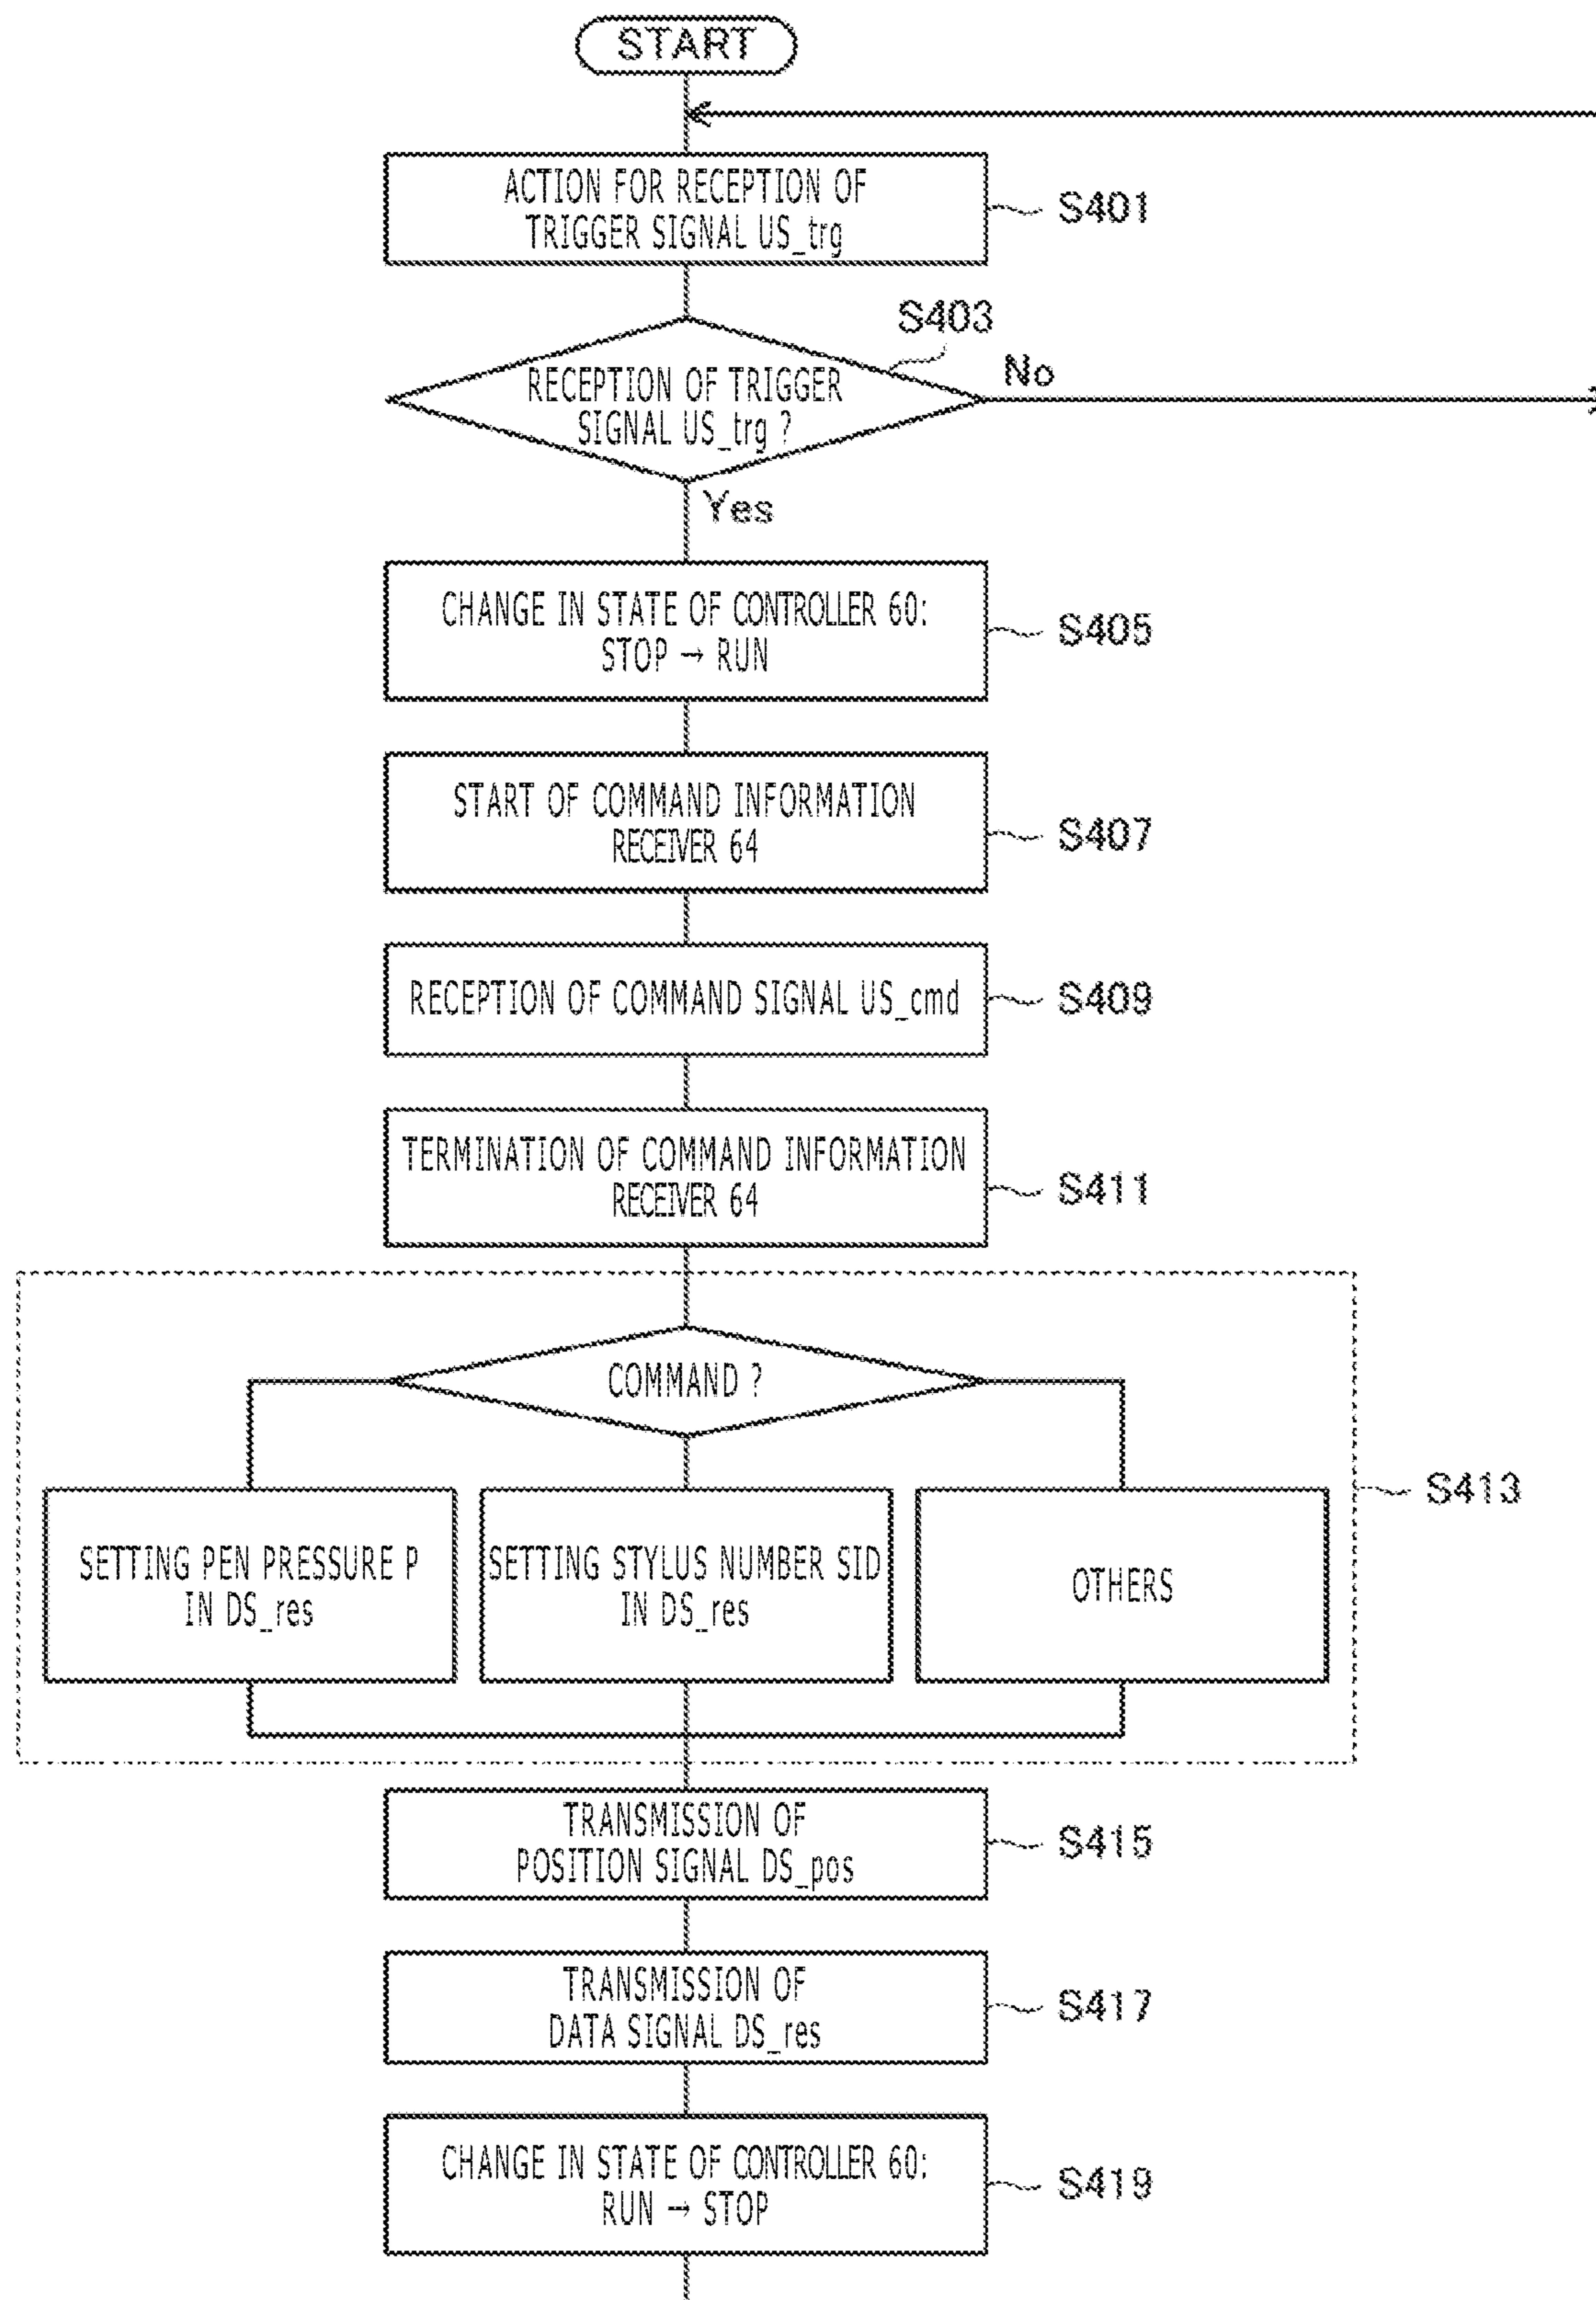 START
ACTION FOR RECEPTION OF
TRIGGER SIGNAL US_trg
S401
S403
RECEPTION OF TRIGGER
SIGNAL US_trg ?
No
Yes
CHANGE IN STATE OF CONTROLLER 60:
STOP → RUN
S405
START OF COMMAND INFORMATION
RECEIVER 64
S407
RECEPTION OF COMMAND SIGNAL US_cmd
S409
TERMINATION OF COMMAND INFORMATION
RECEIVER 64
S411
COMMAND ?
S413
SETTING PEN PRESSURE P
IN DS_res
SETTING STYLUS NUMBER SID
IN DS_res
OTHERS
TRANSMISSION OF
POSITION SIGNAL DS_pos
S415
TRANSMISSION OF
DATA SIGNAL DS_res
S417
CHANGE IN STATE OF CONTROLLER 60:
RUN → STOP
S419